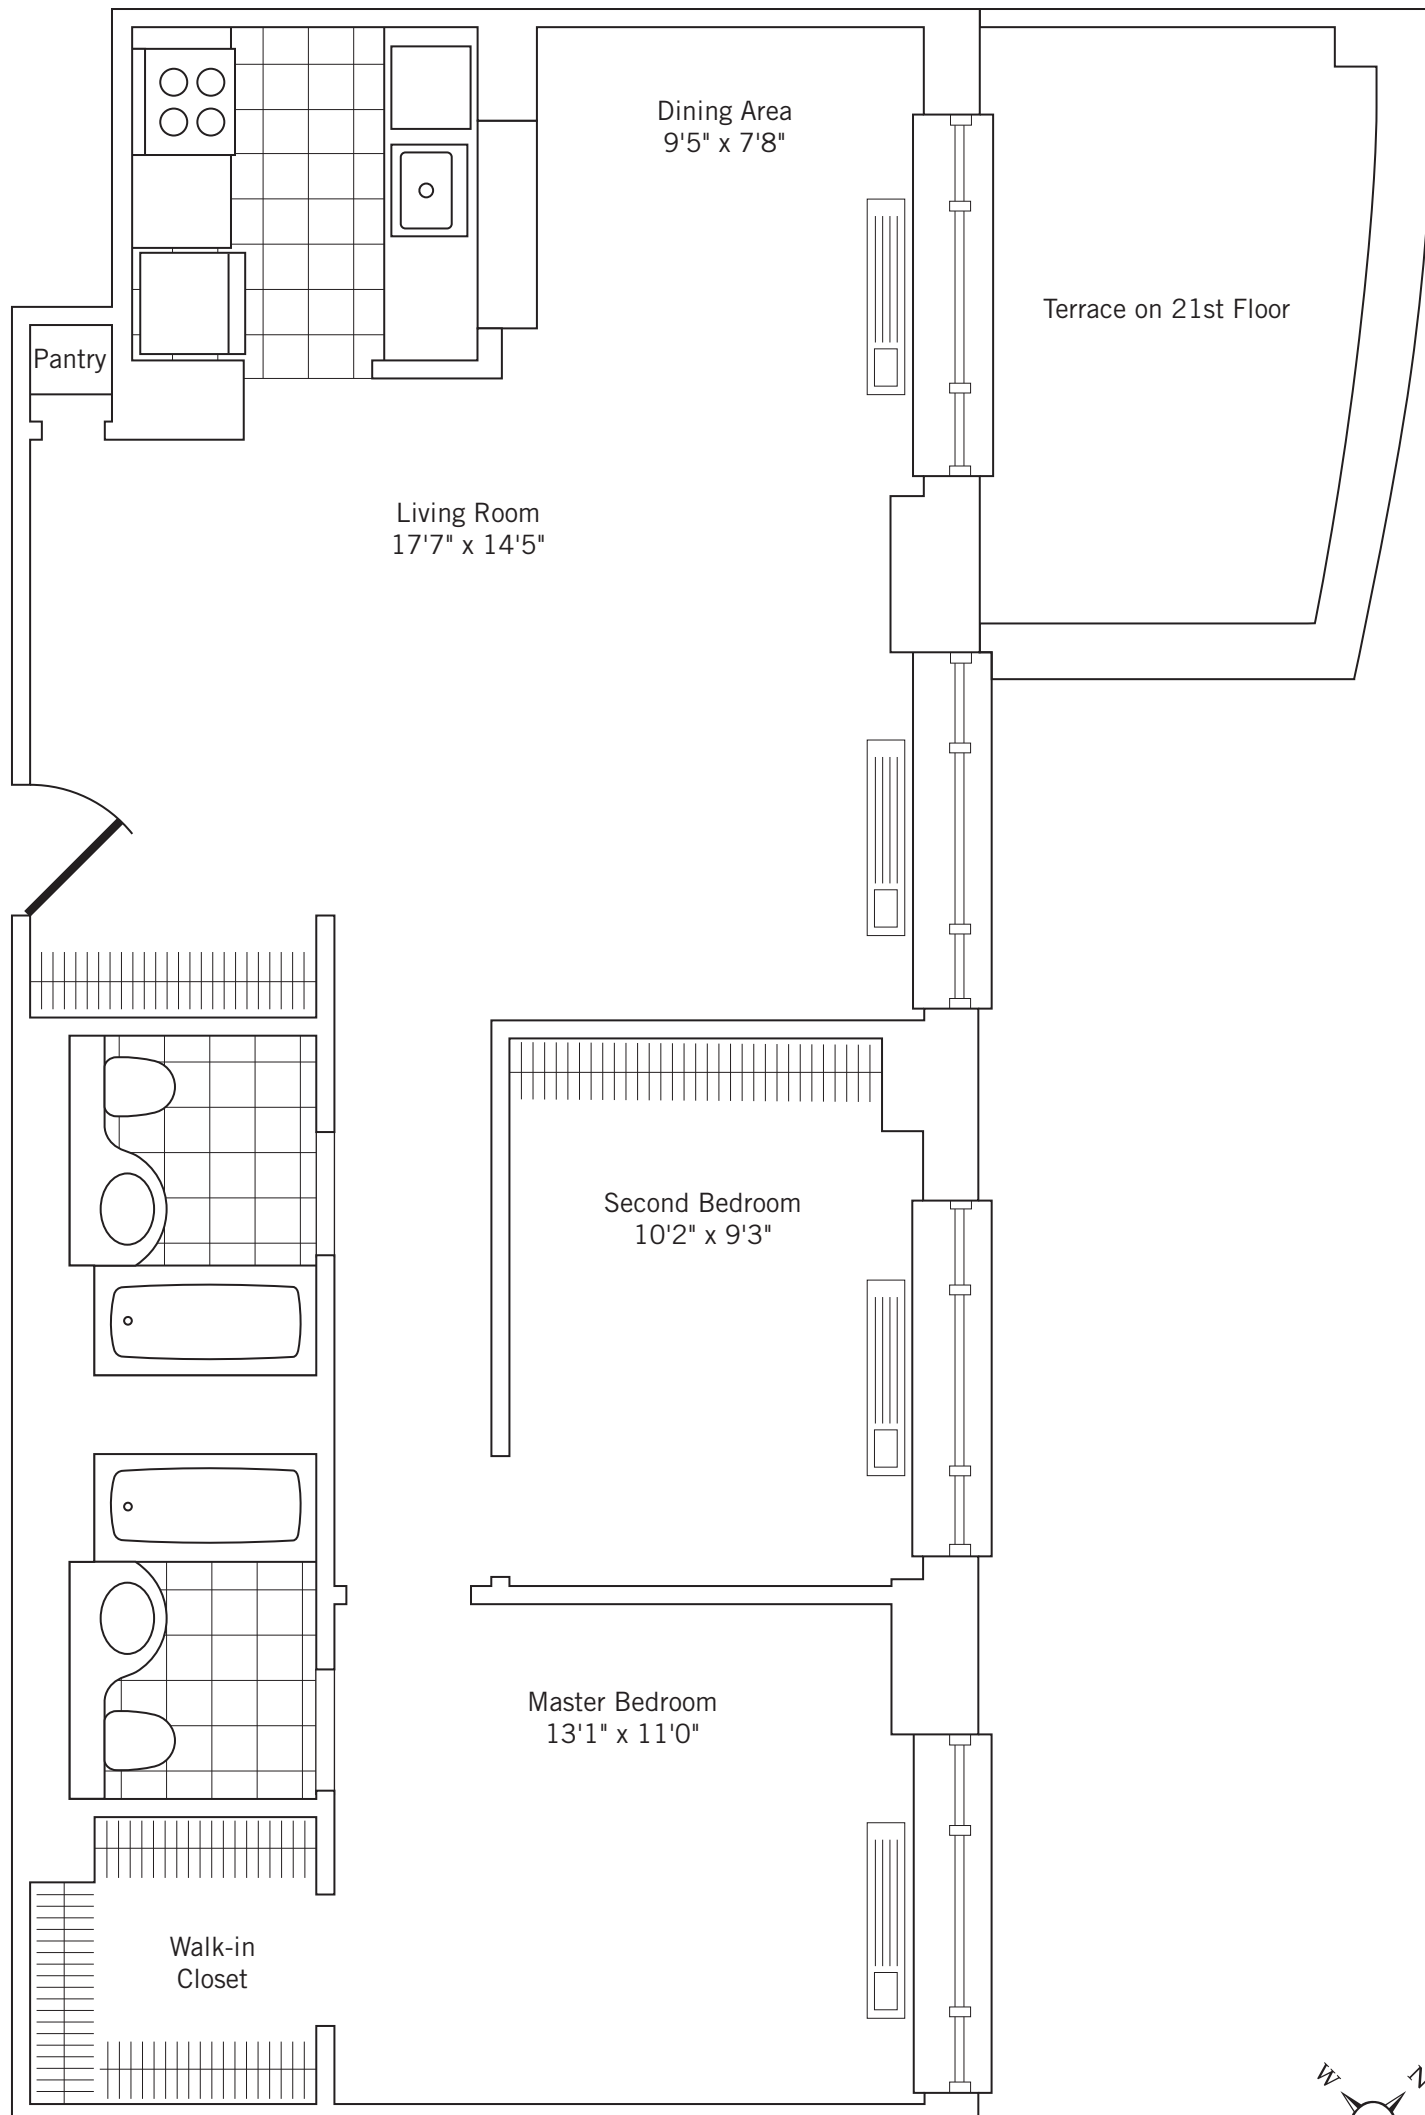 Dining Area
9'5" x 7'8"
Terrace on 21st Floor
Pantry
Living Room
17'7" x 14'5"
Second Bedroom
10'2" x 9'3"
Master Bedroom
13'1" x 11'0"
Walk-in
Closet
W
N